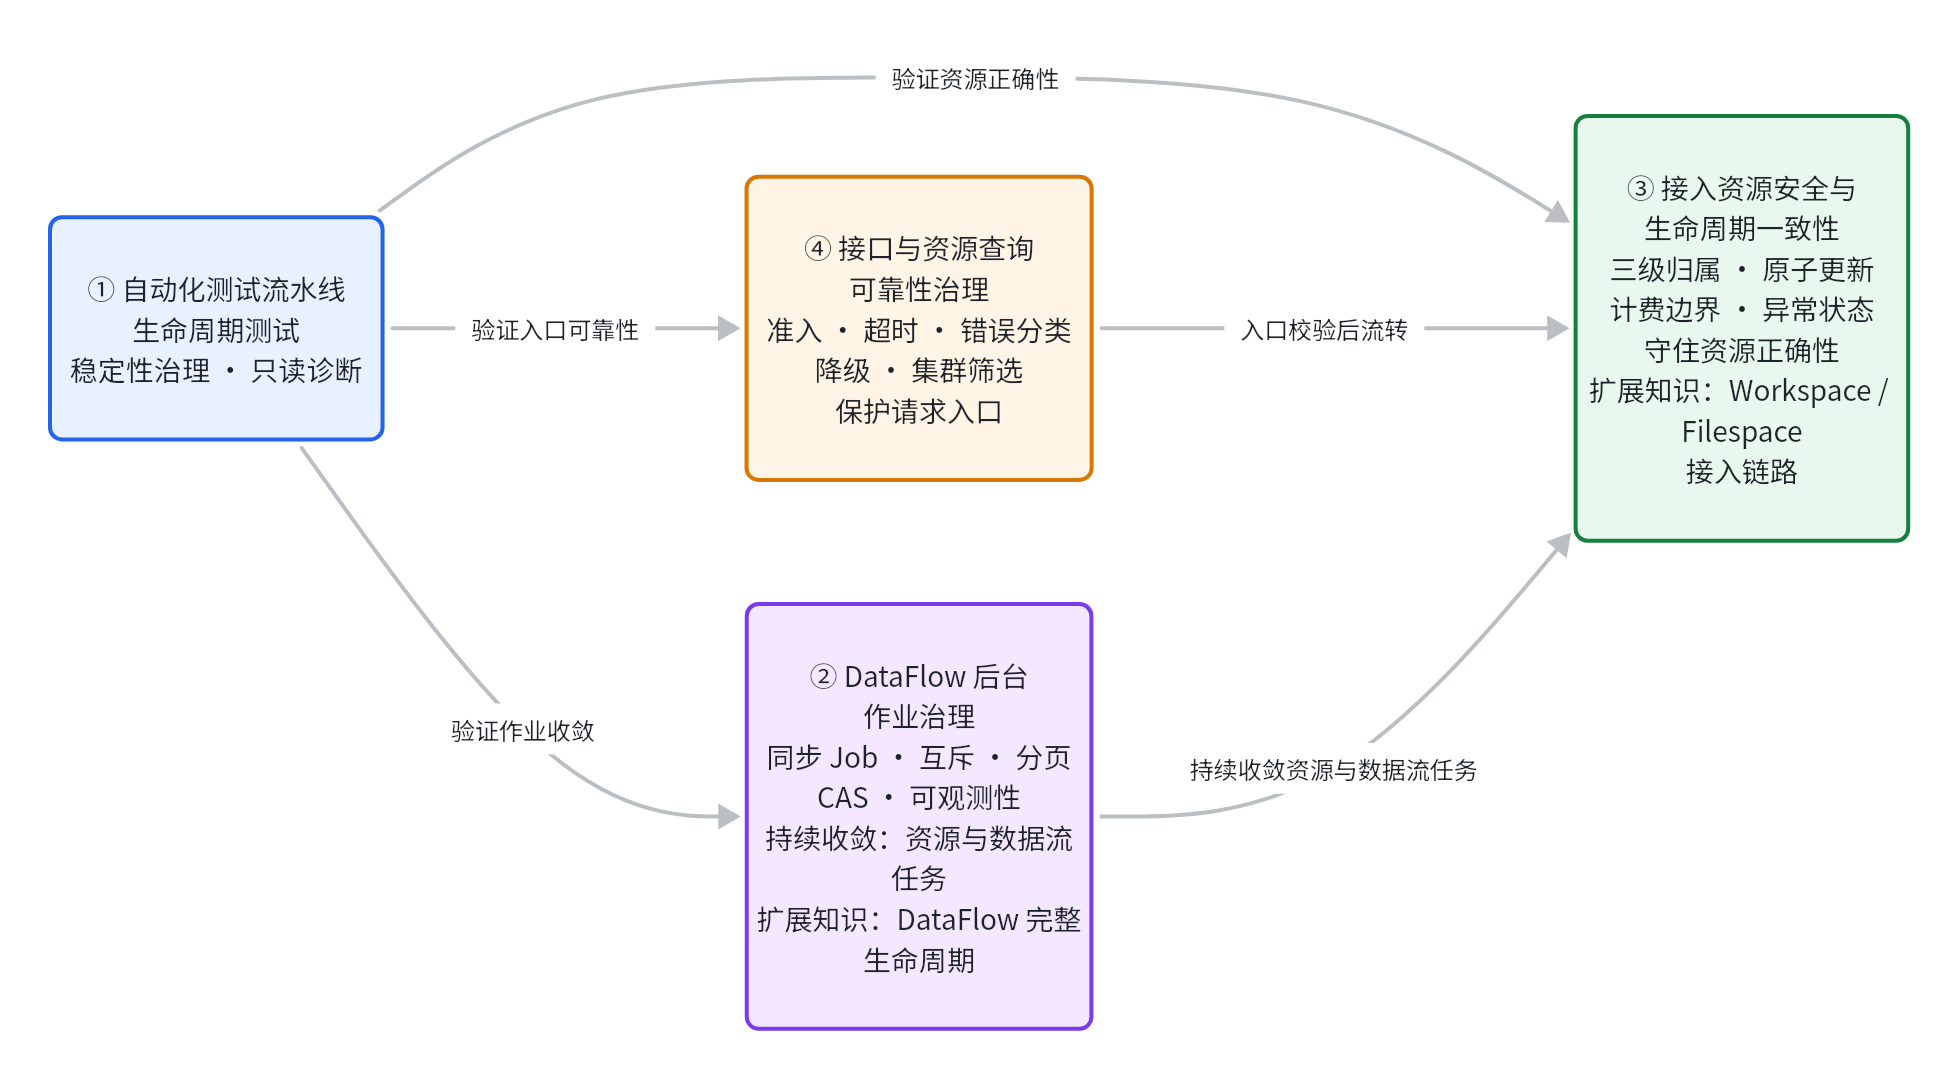 验证资源正确性
① 自动化测试流水线
生命周期测试
稳定性治理 • 只读诊断
验证入口可靠性
④ 接口与资源查询
可靠性治理
准入 • 超时 • 错误分类
降级 • 集群筛选
保护请求入口
入口校验后流转
③ 接入资源安全与
生命周期一致性
三级归属 • 原子更新
计费边界 • 异常状态
守住资源正确性
扩展知识：Workspace /
Filespace
接入链路
验证作业收敛
② DataFlow 后台
作业治理
同步 Job • 互斥 • 分页
CAS • 可观测性
持续收敛：资源与数据流
任务
扩展知识：DataFlow 完整
生命周期
持续收敛资源与数据流任务